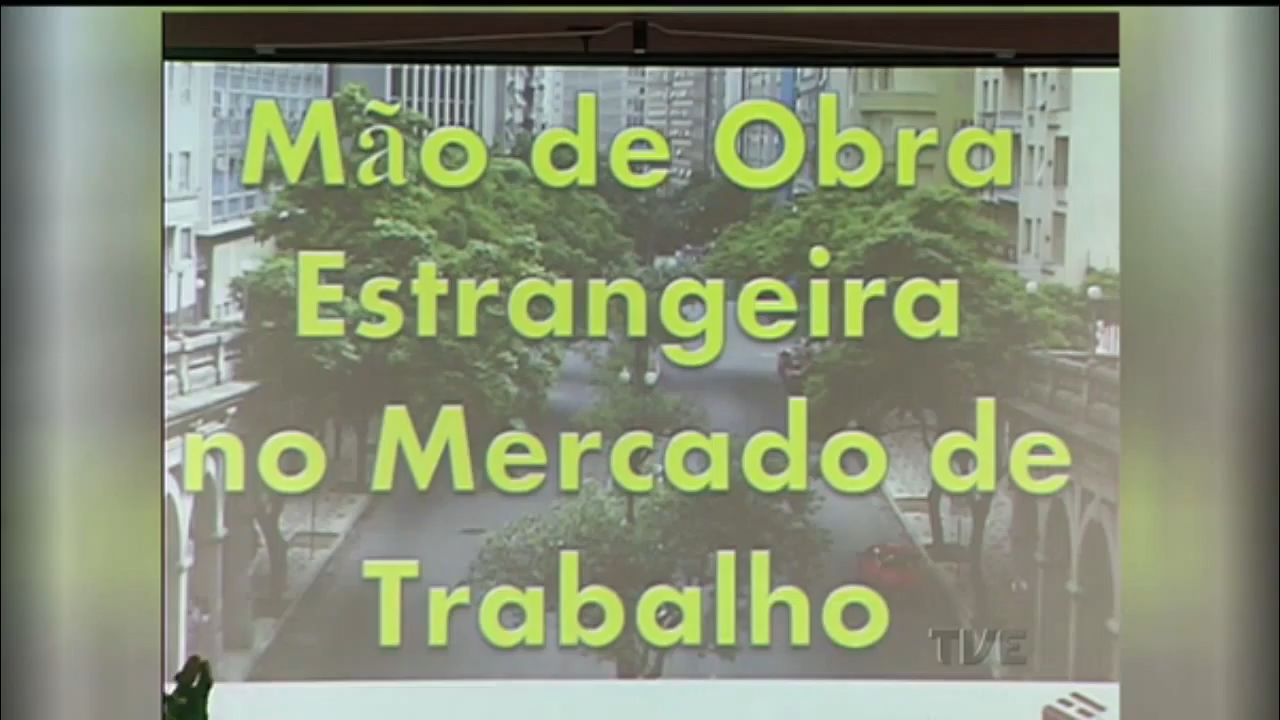 Mão de Obra
Estrangeira
no Mercado de
Trabalho
TVE